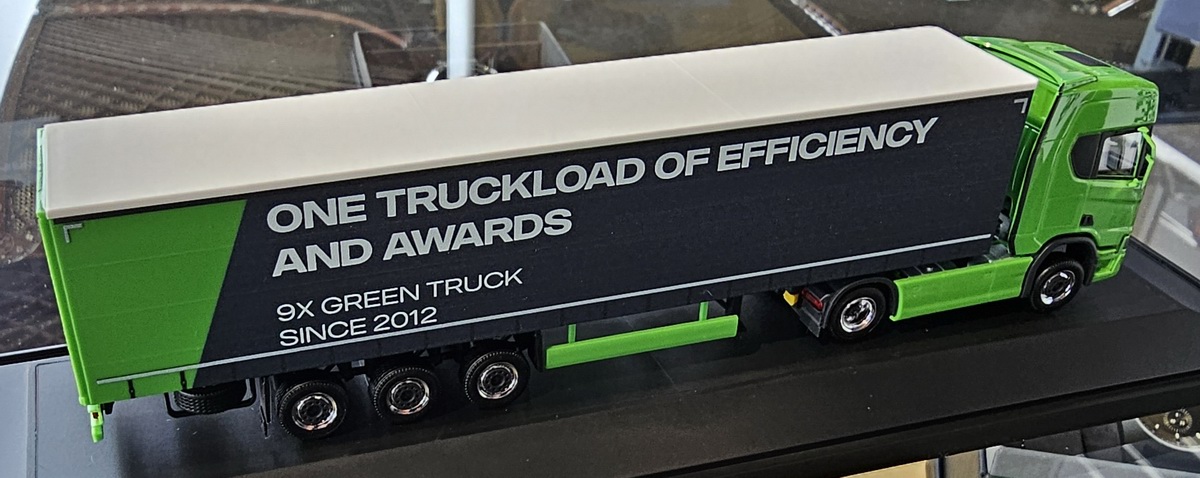 ONE TRUCKLOAD OF EFFICIENCY
AND AWARDS
9X GREEN TRUCK
SINCE 2012